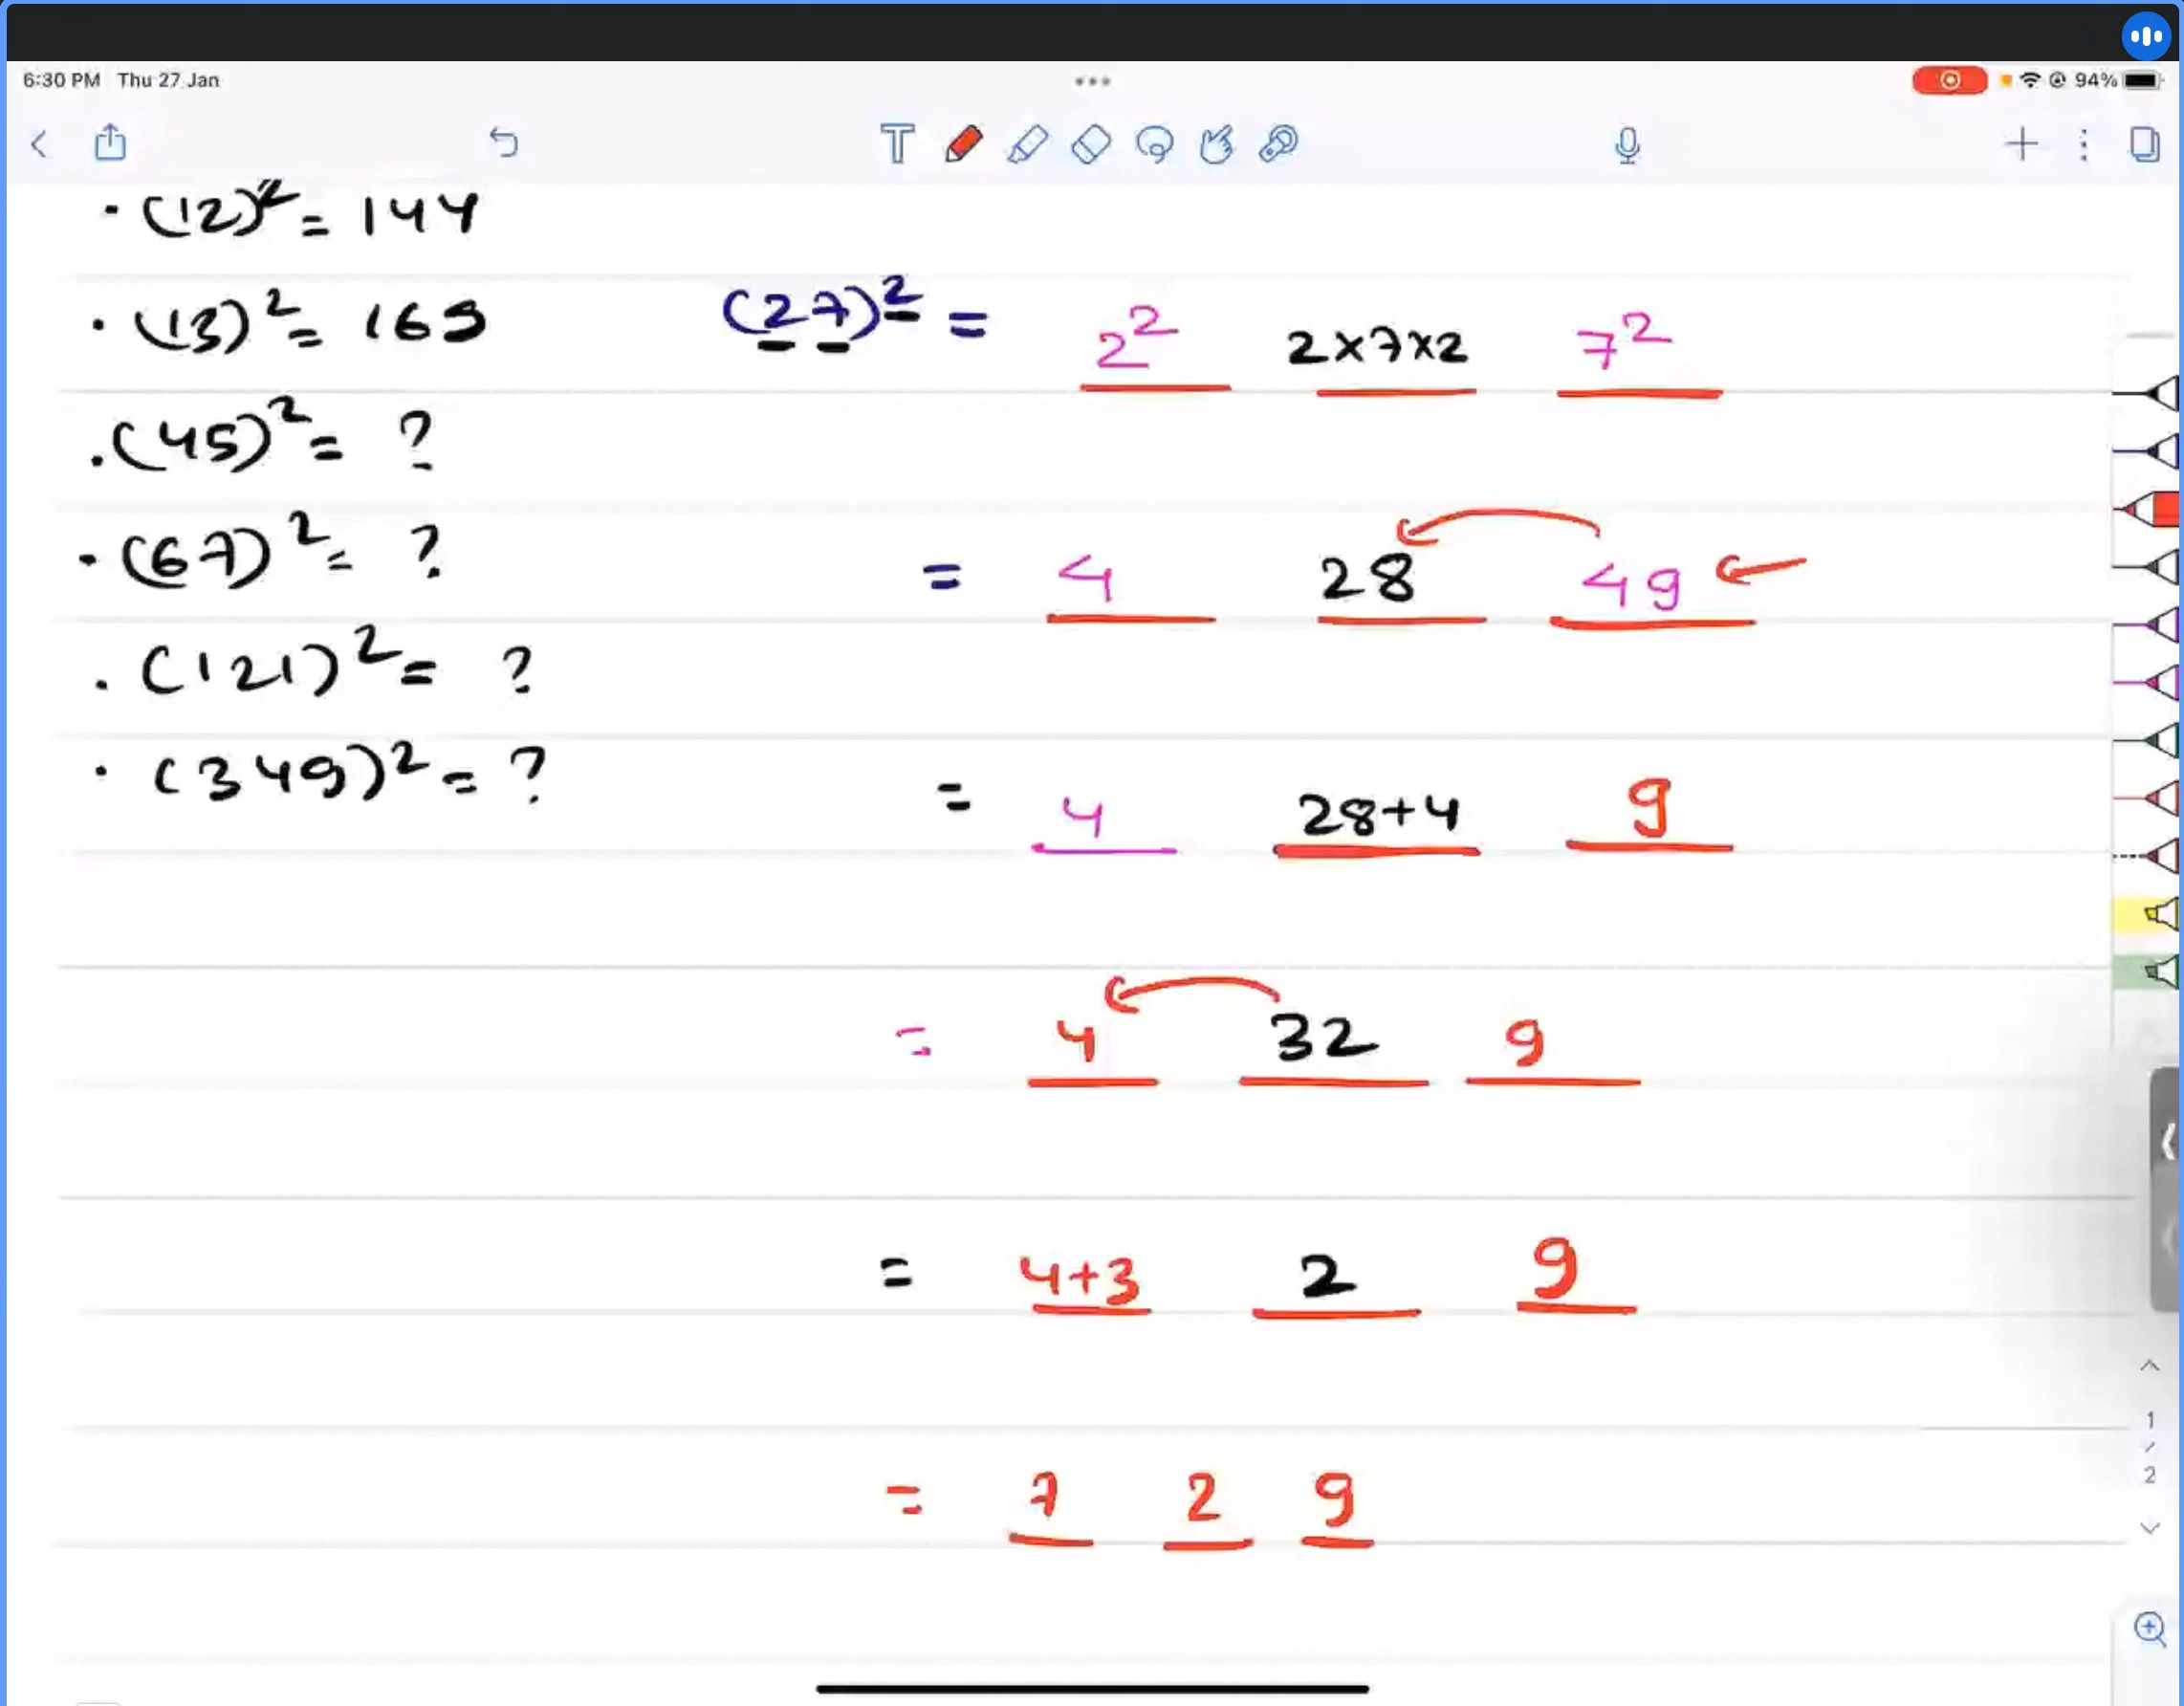 6:30 PM Thu 27 Jan
94%
T
· (12)² = 144
· (13)² = 169
(27)² = 2² 2×7×2 7²
· (45)² = ?
· (67)² = ?
= 4 28 49
· (121)² = ?
· (349)² = ?
= 4 28+4 9
= 4 32 9
= 4+3 2 9
1
/
2
= 7 2 9